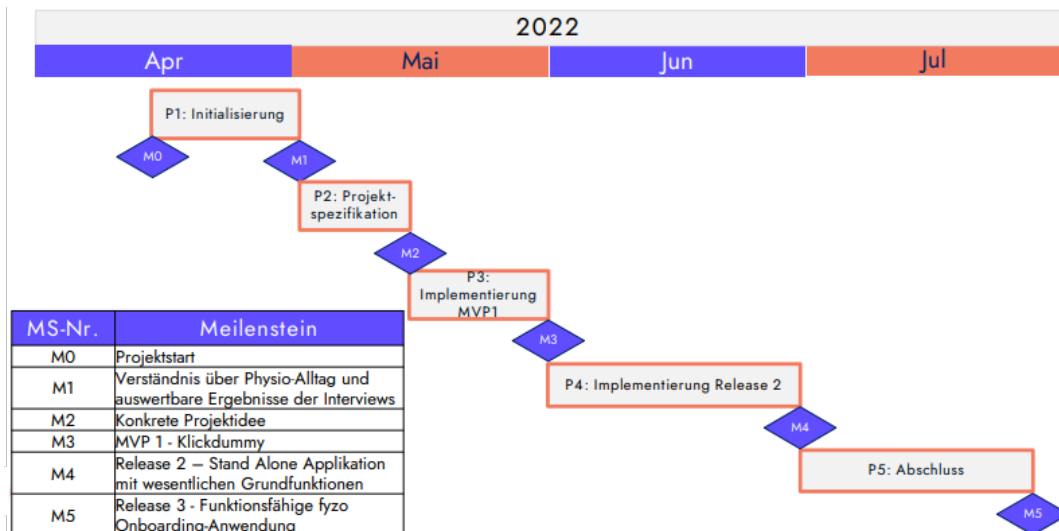 2022
Apr Mai Jun Jul
P1: Initialisierung
M0
M1
P2: Projekt-
spezifikation
M2
P3:
Implementierung
MVP1
M3
P4: Implementierung Release 2
M4
P5: Abschluss
M5
MS-Nr. Meilenstein
M0 Projektstart
M1 Verständnis über Physio-Alltag und
auswertbare Ergebnisse der Interviews
M2 Konkrete Projektidee
M3 MVP 1 - Klickdummy
M4 Release 2 – Stand Alone Applikation
mit wesentlichen Grundfunktionen
M5 Release 3 - Funktionsfähige fyzo
Onboarding-Anwendung